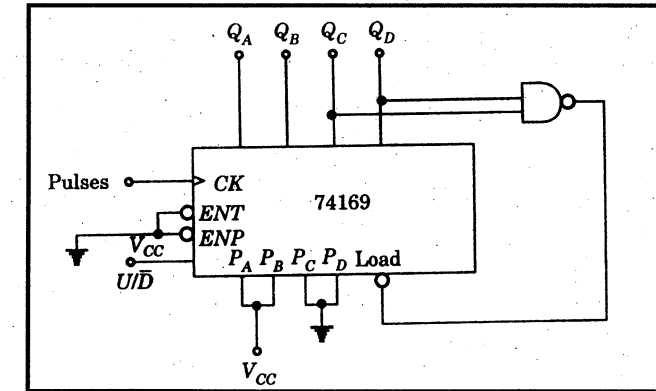 Q_A Q_B Q_C Q_D
Pulses CK 74169
ENT
V_CC ENP
U/D̅ P_A P_B P_C P_D Load
V_CC